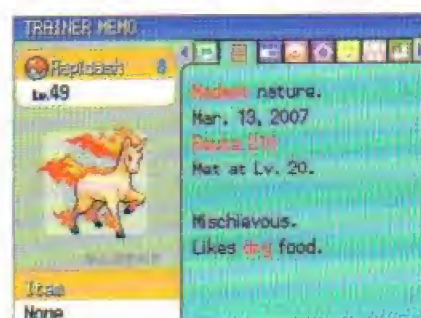 TRAINER MEMO
Rapidash
Lv.49
Modest nature.
Mar. 13, 2007
Route
Met at Lv. 20.
Mischievous.
Likes dry food.
Item
None